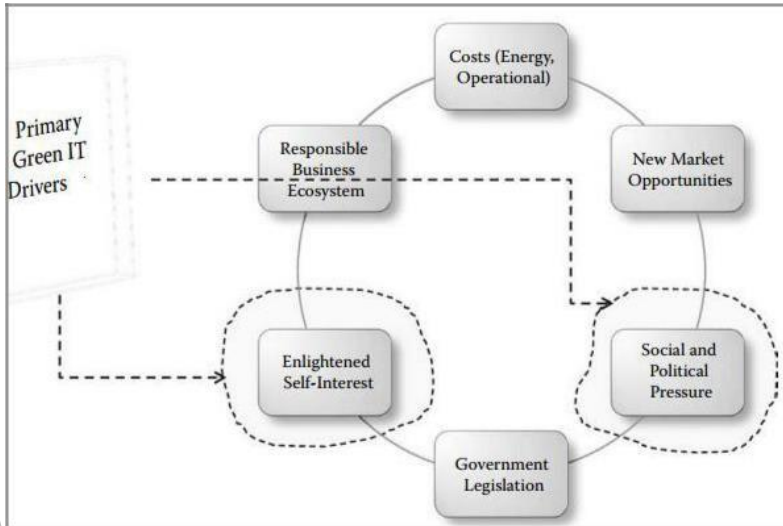 Primary
Green IT
Drivers
Costs (Energy,
Operational)
Responsible
Business
Ecosystem
New Market
Opportunities
Enlightened
Self-Interest
Social and
Political
Pressure
Government
Legislation